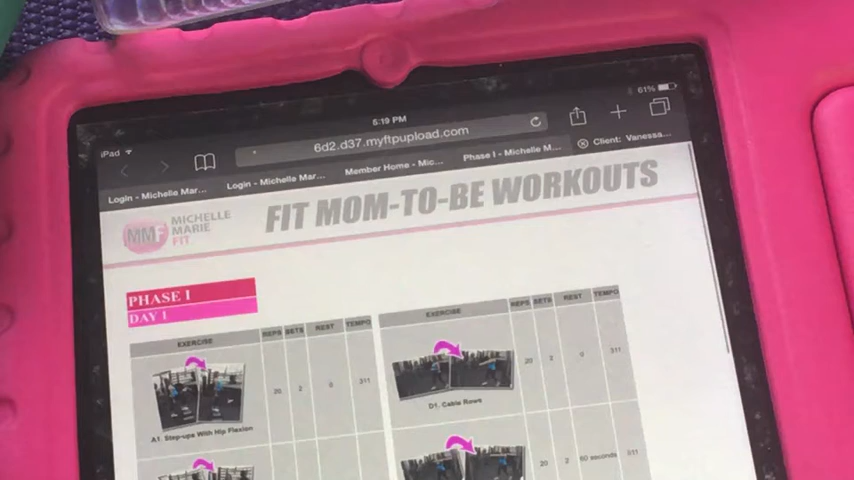 iPad
5:19 PM
61%
6d2.d37.myftpupload.com
Login - Michelle Mar...
Login - Michelle Mar...
Member Home - Mic...
Phase I - Michelle M...
Client: Vanessa...
MMF
MICHELLE
MARIE
FIT
FIT MOM-TO-BE WORKOUTS
PHASE I
DAY 1
EXERCISE REPS SETS REST TEMPO
20 2 0 311
A1. Step-ups With Hip Flexion
EXERCISE REPS SETS REST TEMPO
20 2 0 311
D1. Cable Rows
20 2 60 seconds 311